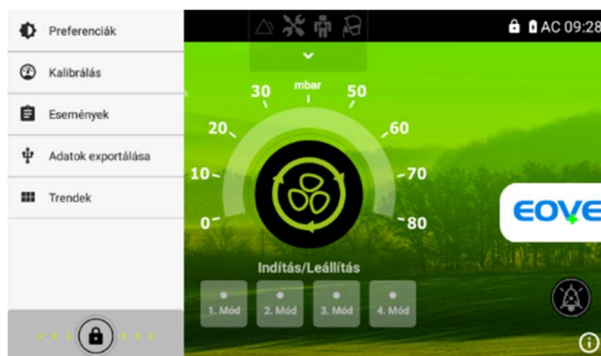 Preferenciák
Kalibrálás
Események
Adatok exportálása
Trendek
AC 09:28
mbar
0
10
20
30
50
60
70
80
EOVE
Indítás/Leállítás
1. Mód
2. Mód
3. Mód
4. Mód